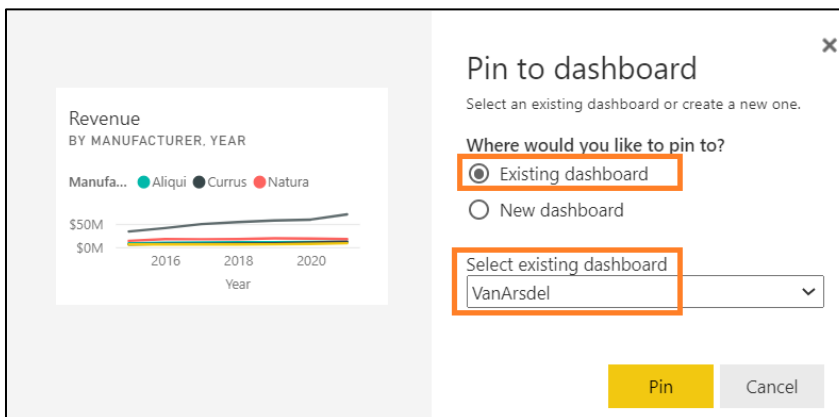 Revenue
BY MANUFACTURER, YEAR
Manufa... Aliqui Currus Natura
$50M
$0M
2016 2018 2020
Year
Pin to dashboard
Select an existing dashboard or create a new one.
Where would you like to pin to?
Existing dashboard
New dashboard
Select existing dashboard
VanArsdel
Pin Cancel